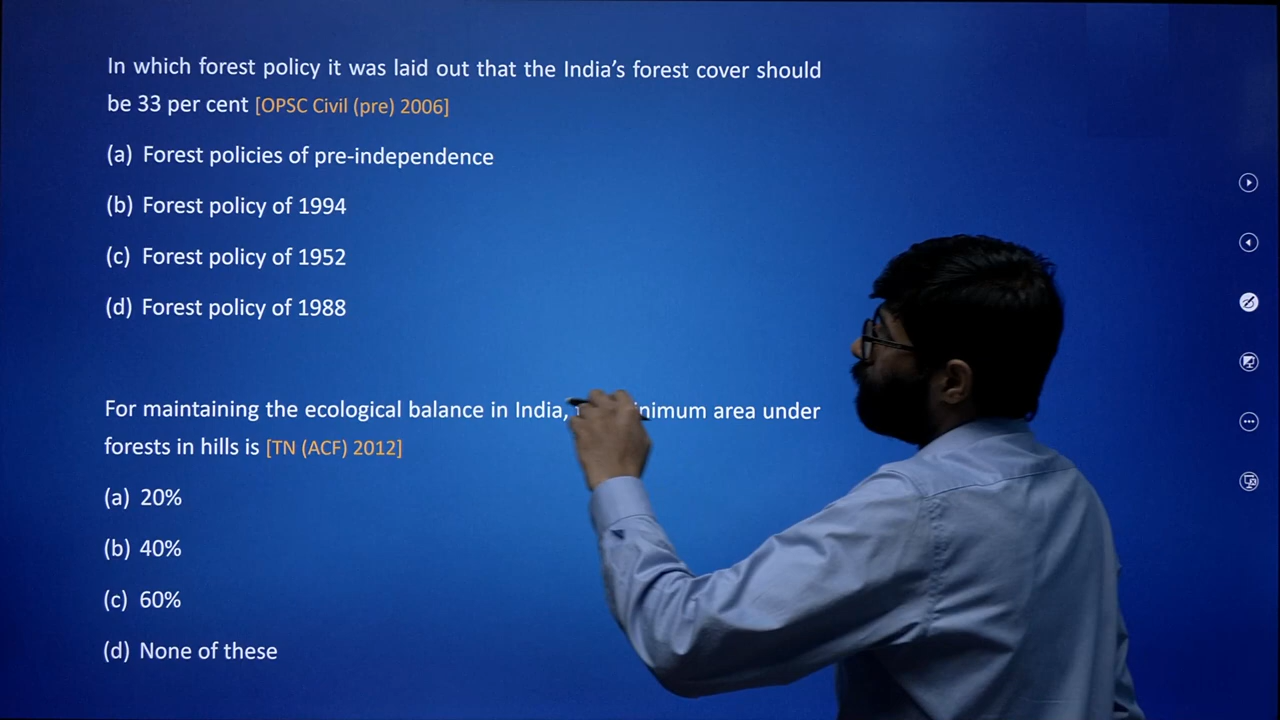 In which forest policy it was laid out that the India's forest cover should
be 33 per cent [OPSC Civil (pre) 2006]
(a) Forest policies of pre-independence
(b) Forest policy of 1994
(c) Forest policy of 1952
(d) Forest policy of 1988
For maintaining the ecological balance in India, area under
forests in hills is [TN (ACF) 2012]
(a) 20%
(b) 40%
(c) 60%
(d) None of these